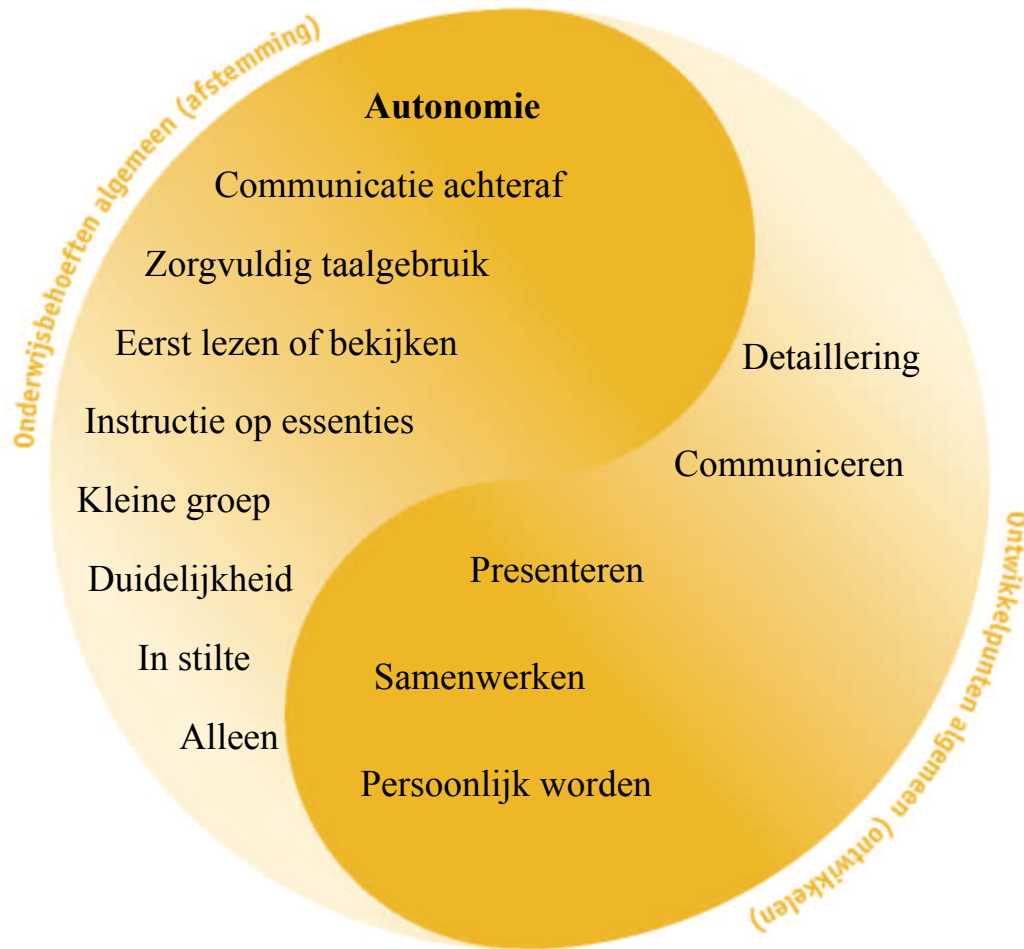 Onderwijsbehoeften algemeen (afstemming)
Autonomie
Communicatie achteraf
Zorgvuldig taalgebruik
Eerst lezen of bekijken
Instructie op essenties
Kleine groep
Duidelijkheid
In stilte
Alleen
Detaillering
Communiceren
Presenteren
Samenwerken
Persoonlijk worden
Ontwikkelpunten algemeen (ontwikkelen)